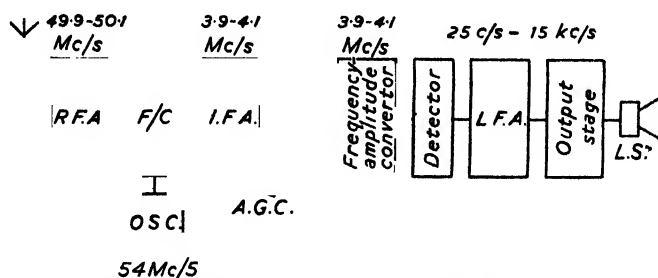 49·9-50·1
Mc/s
3·9-4·1
Mc/s
3·9-4·1
Mc/s
25 c/s - 15 kc/s
R F.A
F/C
I.F.A.
Frequency
amplitude
convertor
Detector
L F.A.
Output
stage
L.S.
OSC.
A.G.C.
54Mc/s